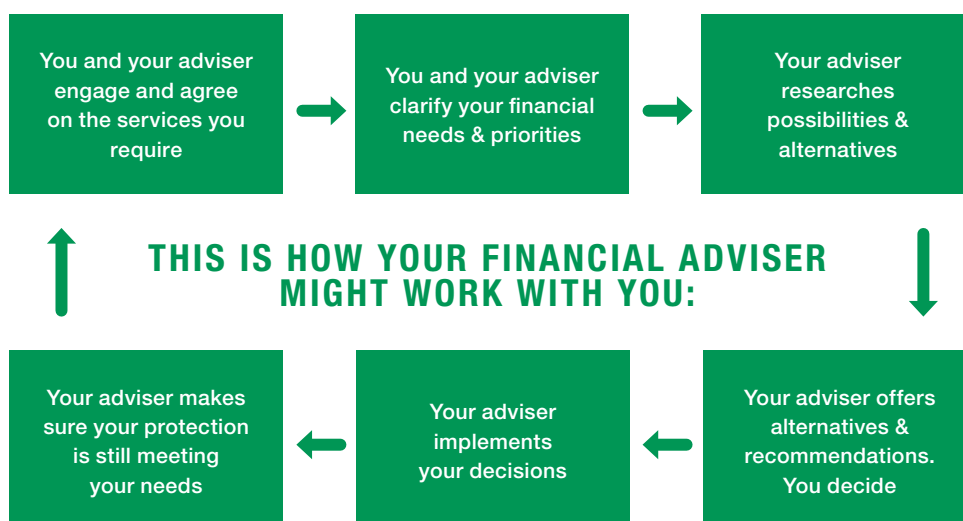 You and your adviser
engage and agree
on the services you
require
You and your adviser
clarify your financial
needs & priorities
Your adviser
researches
possibilities &
alternatives
THIS IS HOW YOUR FINANCIAL ADVISER
MIGHT WORK WITH YOU:
Your adviser offers
alternatives &
recommendations.
You decide
Your adviser
implements
your decisions
Your adviser makes
sure your protection
is still meeting
your needs